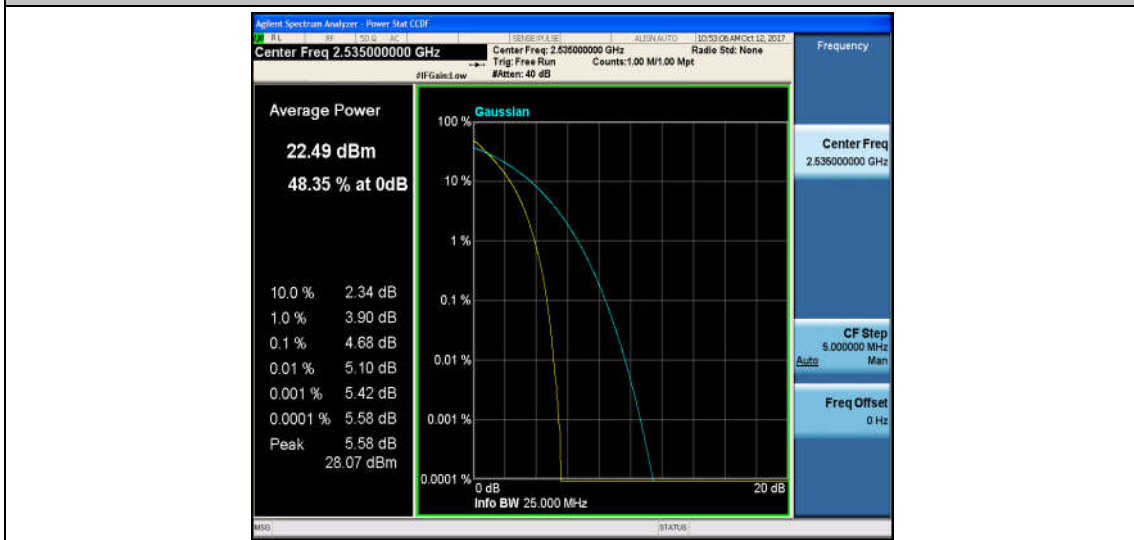 Agilent Spectrum Analyzer - Power Stat CCDF
RL RF 50 Ω AC SENSE:PULSE ALIGN AUTO 10:53:06 AM Oct 12, 2017
Center Freq 2.535000000 GHz
Center Freq: 2.535000000 GHz Radio Std: None
Trig: Free Run Counts:1.00 M/1.00 Mpt
#IFGain:Low #Atten: 40 dB
Frequency
Average Power
22.49 dBm
48.35 % at 0dB
10.0 % 2.34 dB
1.0 % 3.90 dB
0.1 % 4.68 dB
0.01 % 5.10 dB
0.001 % 5.42 dB
0.0001 % 5.58 dB
Peak 5.58 dB
28.07 dBm
Gaussian
100 %
10 %
1 %
0.1 %
0.01 %
0.001 %
0.0001 %
0 dB 20 dB
Info BW 25.000 MHz
Center Freq
2.535000000 GHz
CF Step
5.000000 MHz
Auto Man
Freq Offset
0 Hz
MSG STATUS